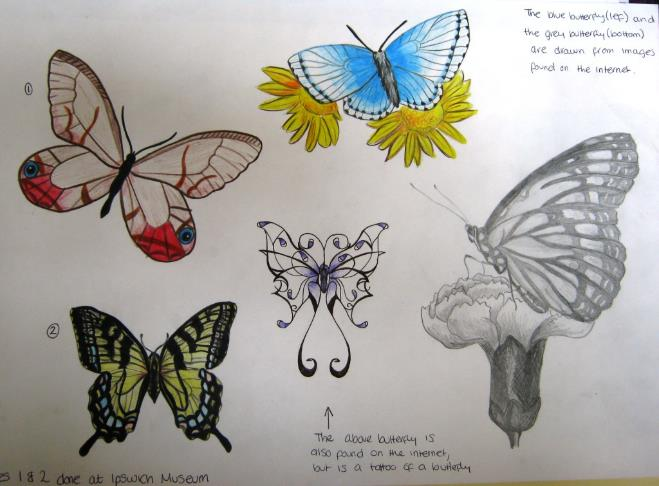 The blue butterfly (left) and
the grey butterfly (bottom)
are drawn from images
found on the internet.
1
2
The above butterfly is
also found on the internet,
but is a tattoo of a butterfly
1 & 2 done at Ipswich Museum